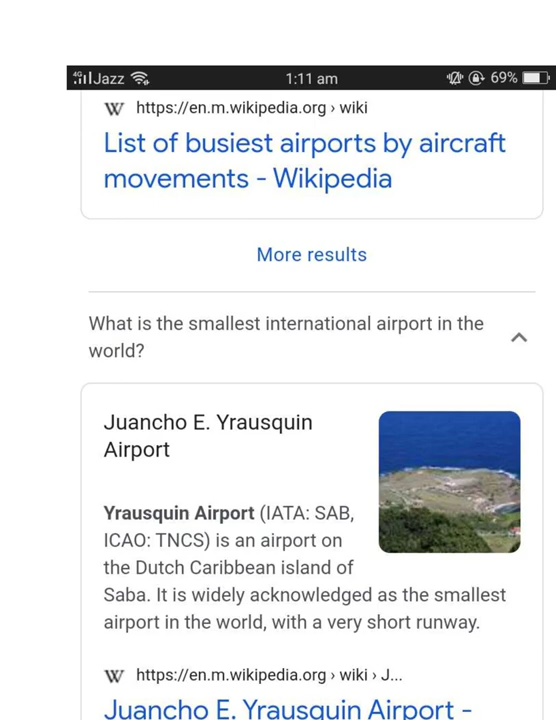 4G Jazz 1:11 am 69%
W https://en.m.wikipedia.org › wiki
List of busiest airports by aircraft
movements - Wikipedia
More results
What is the smallest international airport in the
world?
Juancho E. Yrausquin
Airport
Yrausquin Airport (IATA: SAB,
ICAO: TNCS) is an airport on
the Dutch Caribbean island of
Saba. It is widely acknowledged as the smallest
airport in the world, with a very short runway.
W https://en.m.wikipedia.org › wiki › J...
Juancho E. Yrausquin Airport -